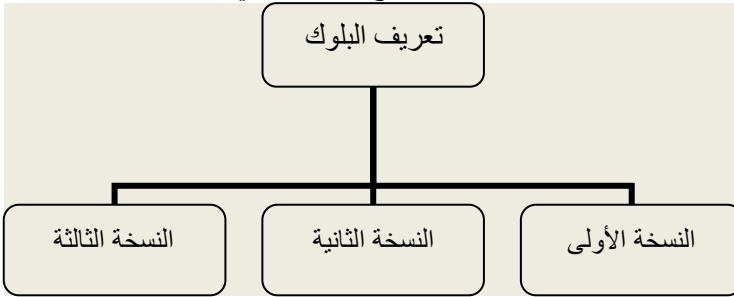 تعريف البلوك
النسخة الأولى
النسخة الثانية
النسخة الثالثة